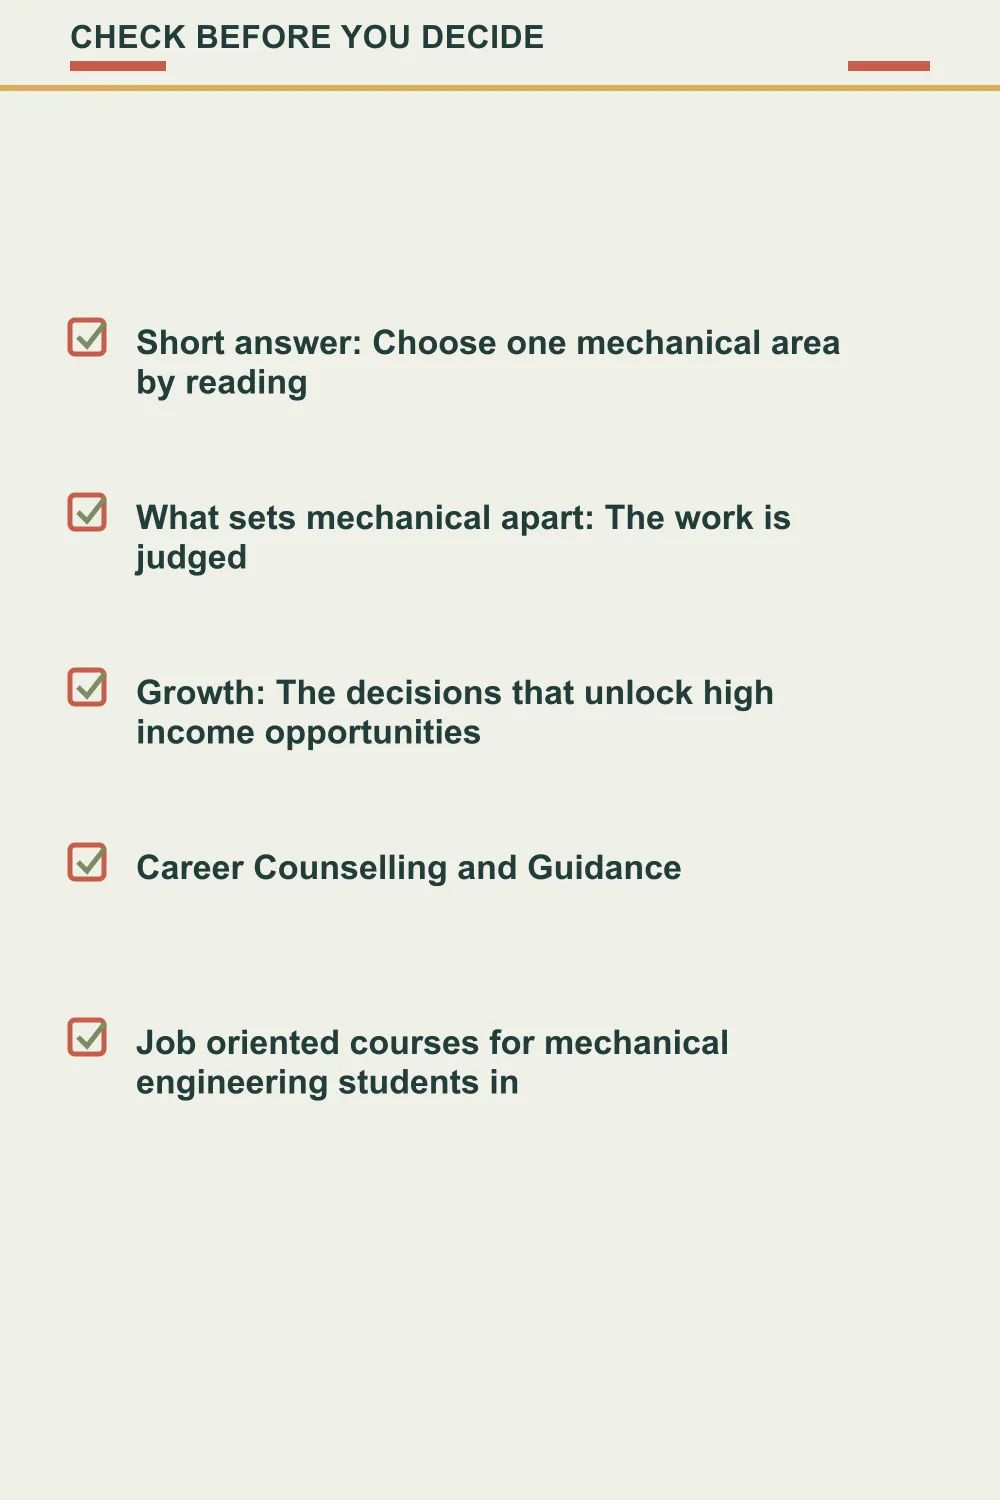 CHECK BEFORE YOU DECIDE
Short answer: Choose one mechanical area
by reading
What sets mechanical apart: The work is
judged
Growth: The decisions that unlock high
income opportunities
Career Counselling and Guidance
Job oriented courses for mechanical
engineering students in